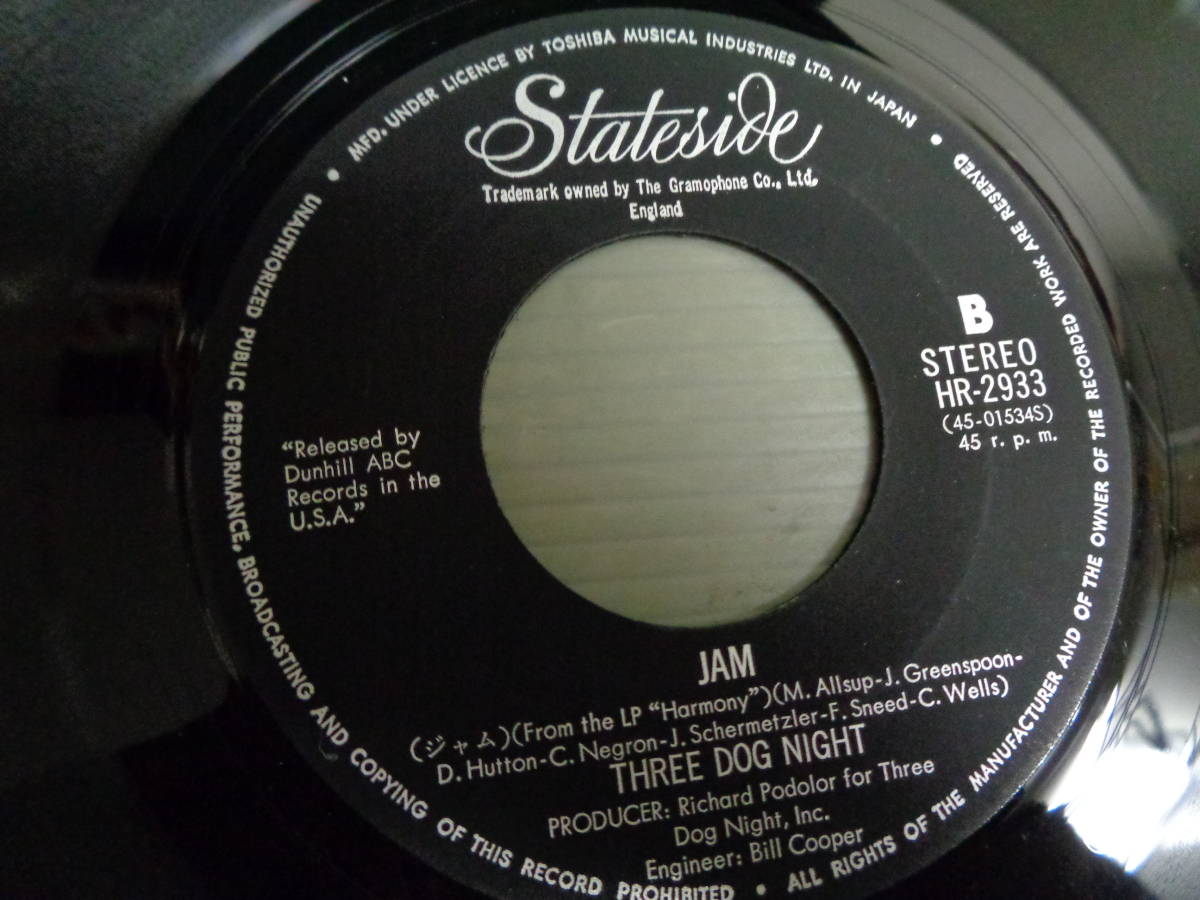 MFD. UNDER LICENCE BY TOSHIBA MUSICAL INDUSTRIES LTD. IN JAPAN •
Stateside
Trademark owned by The Gramophone Co., Ltd.
England
B
STEREO
HR-2933
(45-01534S)
45 r. p. m.
“Released by
Dunhill ABC
Records in the
U.S.A.”
JAM
(ジャム)(From the LP “Harmony”)(M. Allsup-J. Greenspoon-
D. Hutton-C. Negron-J. Schermetzler-F. Sneed-C. Wells)
THREE DOG NIGHT
PRODUCER: Richard Podolor for Three
Dog Night, Inc.
Engineer: Bill Cooper
ALL RIGHTS OF THE MANUFACTURER AND OF THE OWNER OF THE RECORDED WORK ARE RESERVED •
UNAUTHORIZED PUBLIC PERFORMANCE, BROADCASTING AND COPYING OF THIS RECORD PROHIBITED •